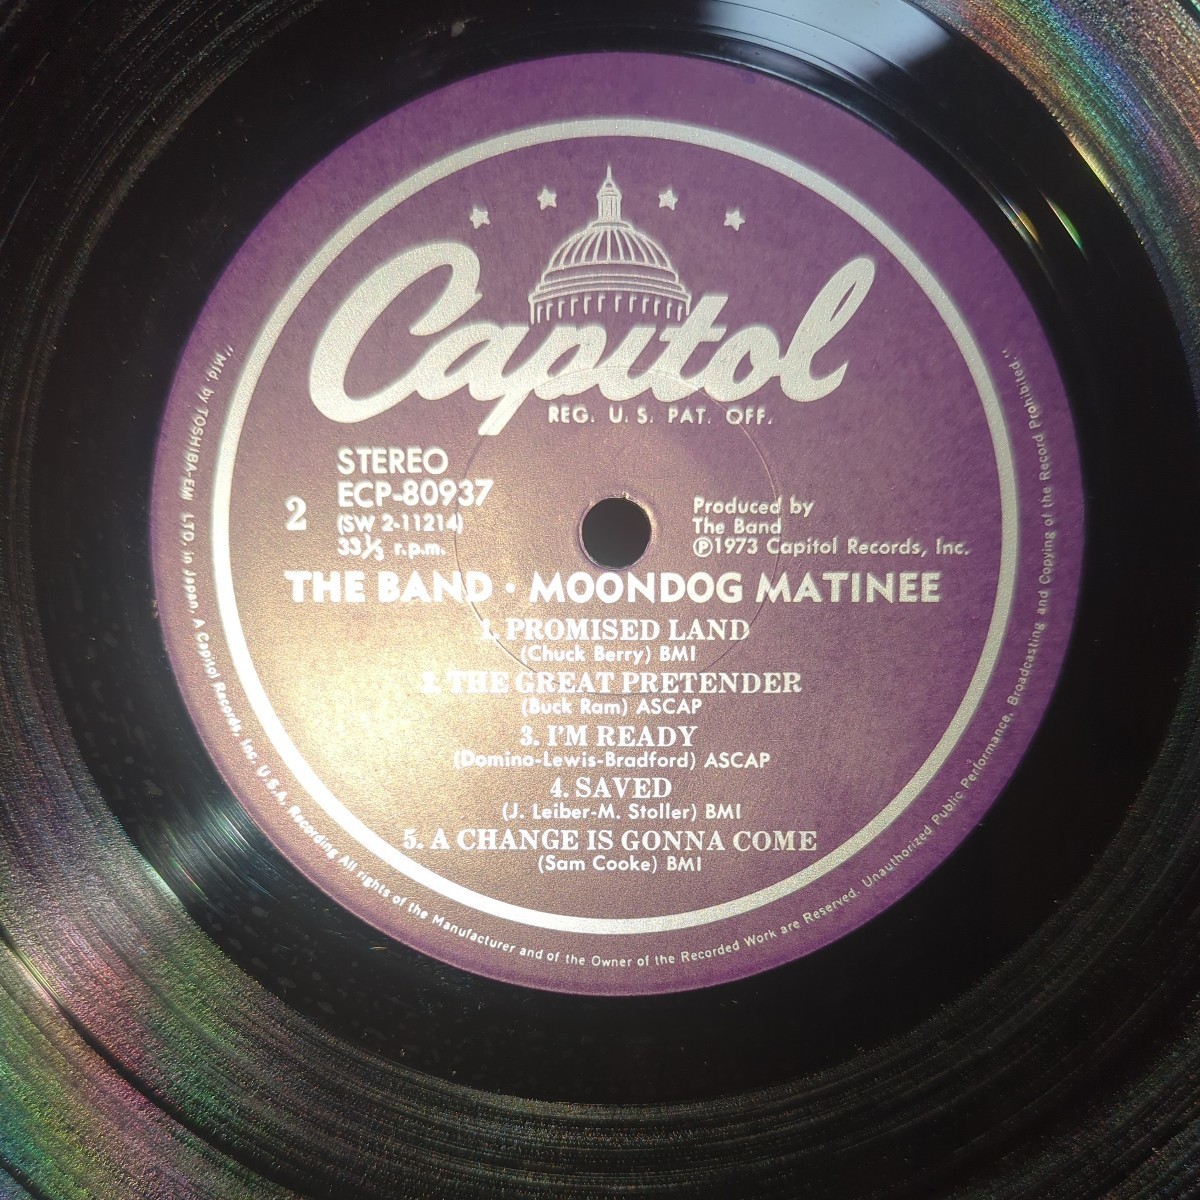 Capitol
REG. U.S. PAT. OFF.
STEREO
ECP-80937
2
(SW 2-11214)
33⅓ r.p.m.
Produced by
The Band
Ⓟ1973 Capitol Records, Inc.
THE BAND · MOONDOG MATINEE
1. PROMISED LAND
(Chuck Berry) BMI
2. THE GREAT PRETENDER
(Buck Ram) ASCAP
3. I'M READY
(Domino-Lewis-Bradford) ASCAP
4. SAVED
(J. Leiber-M. Stoller) BMI
5. A CHANGE IS GONNA COME
(Sam Cooke) BMI
"Mfd. by TOSHIBA-EMI LTD. in Japan. A Capitol Records, Inc. U.S.A. Recording All rights of the Manufacturer and of the Owner of the Recorded Work are Reserved. Unauthorized Public Performance. Broadcasting and Copying of the Record Prohibited."